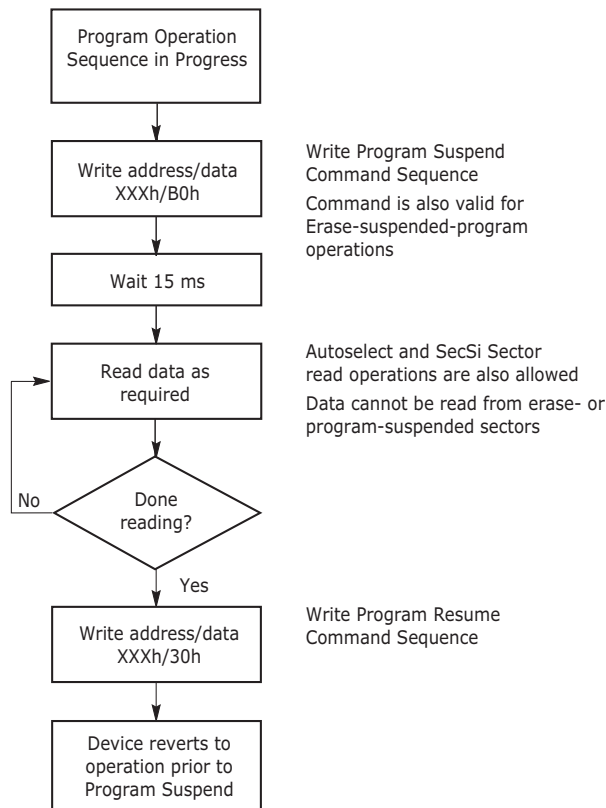 Program Operation
Sequence in Progress
Write address/data
XXXh/B0h
Write Program Suspend
Command Sequence
Command is also valid for
Erase-suspended-program
operations
Wait 15 ms
Read data as
required
Autoselect and SecSi Sector
read operations are also allowed
Data cannot be read from erase- or
program-suspended sectors
No
Done
reading?
Yes
Write address/data
XXXh/30h
Write Program Resume
Command Sequence
Device reverts to
operation prior to
Program Suspend